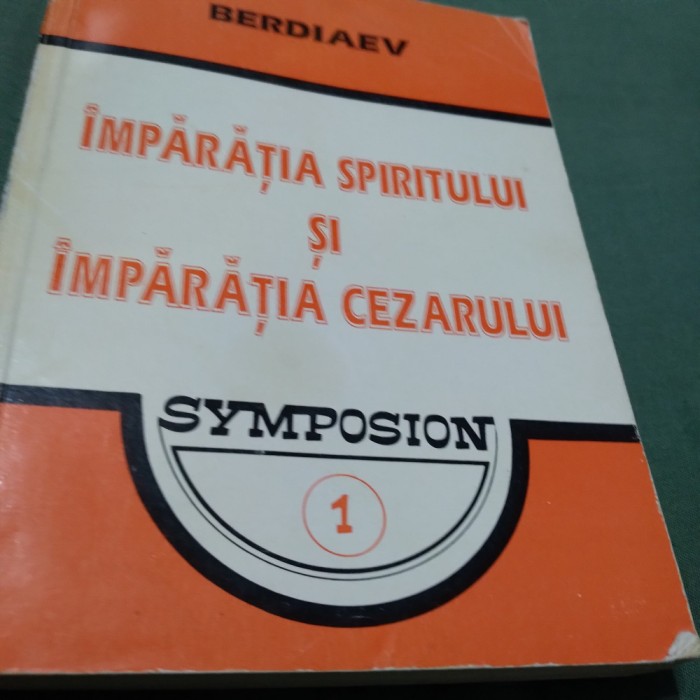 BERDIAEV
ÎMPĂRĂȚIA SPIRITULUI
ȘI
ÎMPĂRĂȚIA CEZARULUI
SYMPOSION
1